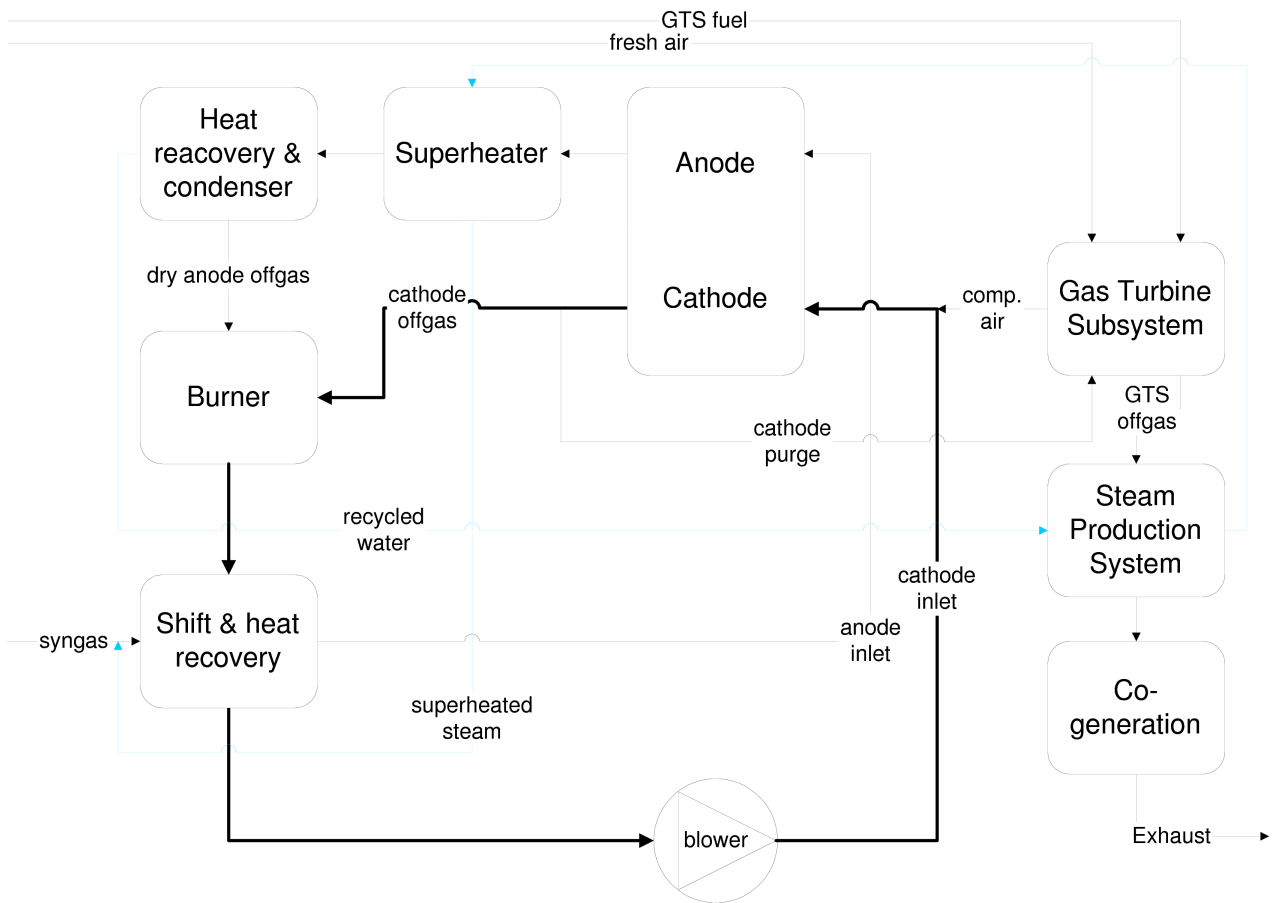 GTS fuel
fresh air
Heat
reacovery &
condenser
Superheater
Anode
Cathode
dry anode offgas
cathode
offgas
comp.
air
Gas Turbine
Subsystem
Burner
GTS
offgas
cathode
purge
recycled
water
Steam
Production
System
cathode
inlet
syngas
Shift & heat
recovery
anode
inlet
superheated
steam
Co-
generation
blower
Exhaust